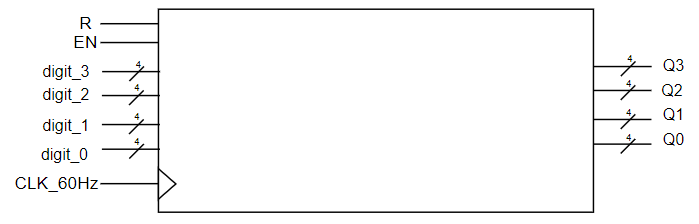 R
EN
digit_3 4
digit_2 4
digit_1 4
digit_0 4
CLK_60Hz
4 Q3
4 Q2
4 Q1
4 Q0